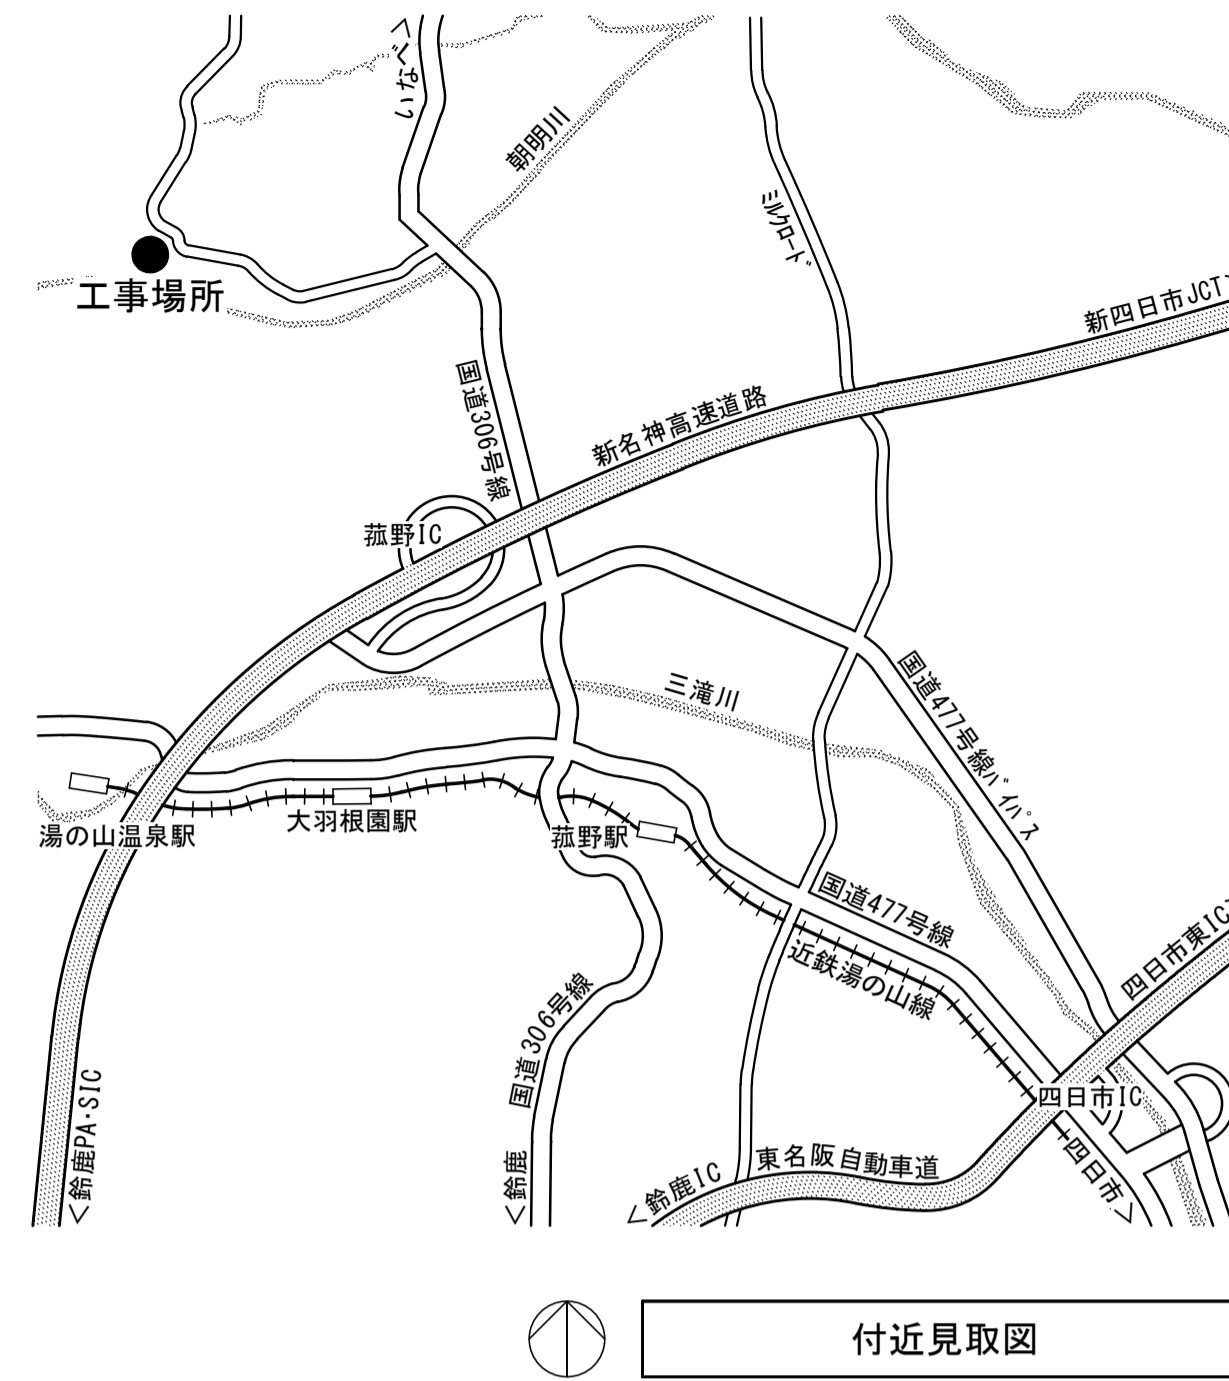 いなべ>
朝明川
ミルクロード
工事場所
新四日市JCT>
国道306号線
新名神高速道路
菰野IC
三滝川
国道477号線バイパス
湯の山温泉駅
大羽根園駅
菰野駅
国道477号線
近鉄湯の山線
四日市東IC>
国道306号線
<鈴鹿PA・SIC
四日市IC
<鈴鹿
<鈴鹿IC
東名阪自動車道
四日市>
付近見取図